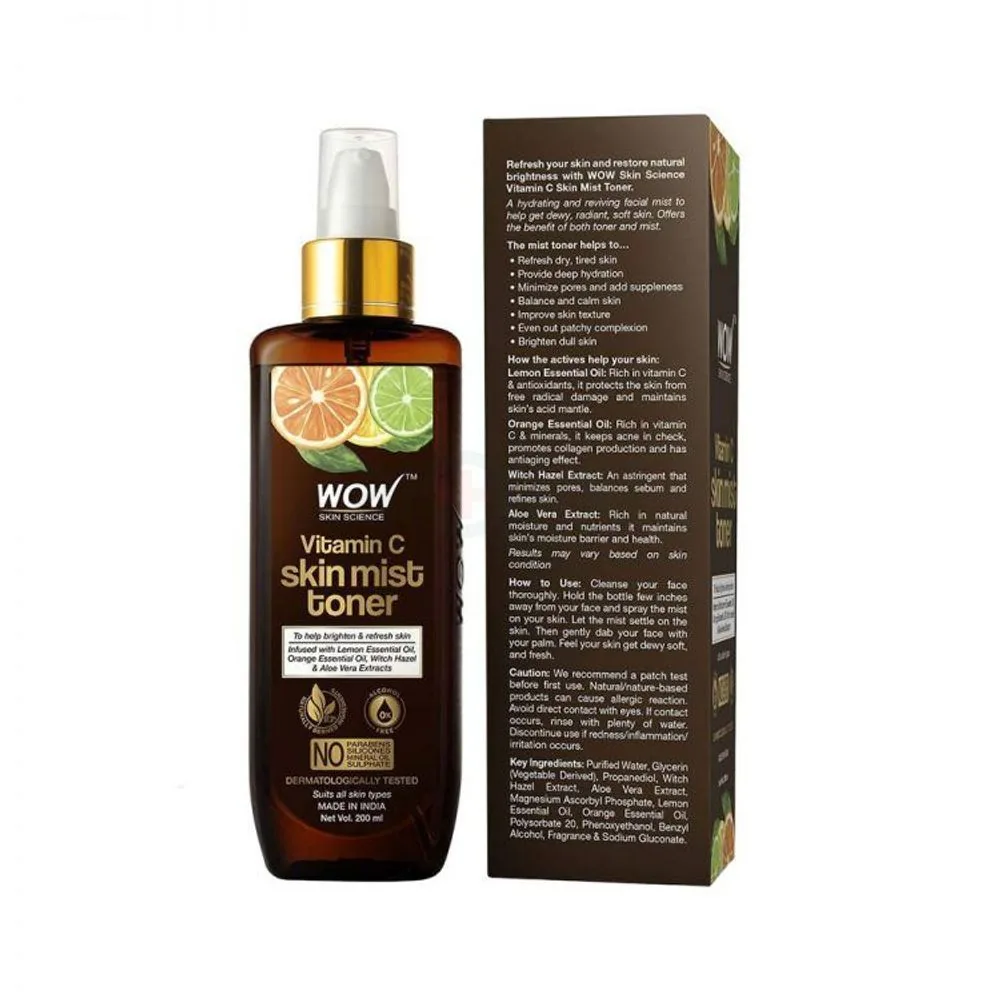 WOW™
SKIN SCIENCE
Vitamin C
skin mist
toner
To help brighten & refresh skin
Infused with Lemon Essential Oil,
Orange Essential Oil, Witch Hazel
& Aloe Vera Extracts
ALCOHOL
0%
FREE
NO
PARABENS
SILICONES
MINERAL OIL
SULPHATE
DERMATOLOGICALLY TESTED
Suits all skin types
MADE IN INDIA
Net Vol. 200 ml
Refresh your skin and restore natural
brightness with WOW Skin Science
Vitamin C Skin Mist Toner.
A hydrating and reviving facial mist to
help get dewy, radiant, soft skin. Offers
the benefit of both toner and mist.
The mist toner helps to...
• Refresh dry, tired skin
• Provide deep hydration
• Minimize pores and add suppleness
• Balance and calm skin
• Improve skin texture
• Even out patchy complexion
• Brighten dull skin
How the actives help your skin:
Lemon Essential Oil: Rich in vitamin C
& antioxidants, it protects the skin from
free radical damage and maintains
skin's acid mantle.
Orange Essential Oil: Rich in vitamin
C & minerals, it keeps acne in check,
promotes collagen production and has
antiaging effect.
Witch Hazel Extract: An astringent that
minimizes pores, balances sebum and
refines skin.
Aloe Vera Extract: Rich in natural
moisture and nutrients it maintains
skin's moisture barrier and health.
Results may vary based on skin
condition
How to Use: Cleanse your face
thoroughly. Hold the bottle few inches
away from your face and spray the mist
on your skin. Let the mist settle on the
skin. Then gently dab your face with
your palm. Feel your skin get dewy soft,
and fresh.
Caution: We recommend a patch test
before first use. Natural/nature-based
products can cause allergic reaction.
Avoid direct contact with eyes. If contact
occurs, rinse with plenty of water.
Discontinue use if redness/inflammation/
irritation occurs.
Key Ingredients: Purified Water, Glycerin
(Vegetable Derived), Propanediol, Witch
Hazel Extract, Aloe Vera Extract,
Magnesium Ascorbyl Phosphate, Lemon
Essential Oil, Orange Essential Oil,
Polysorbate 20, Phenoxyethanol, Benzyl
Alcohol, Fragrance & Sodium Gluconate.
WOW
SKIN SCIENCE
Vitamin C
skin mist
toner